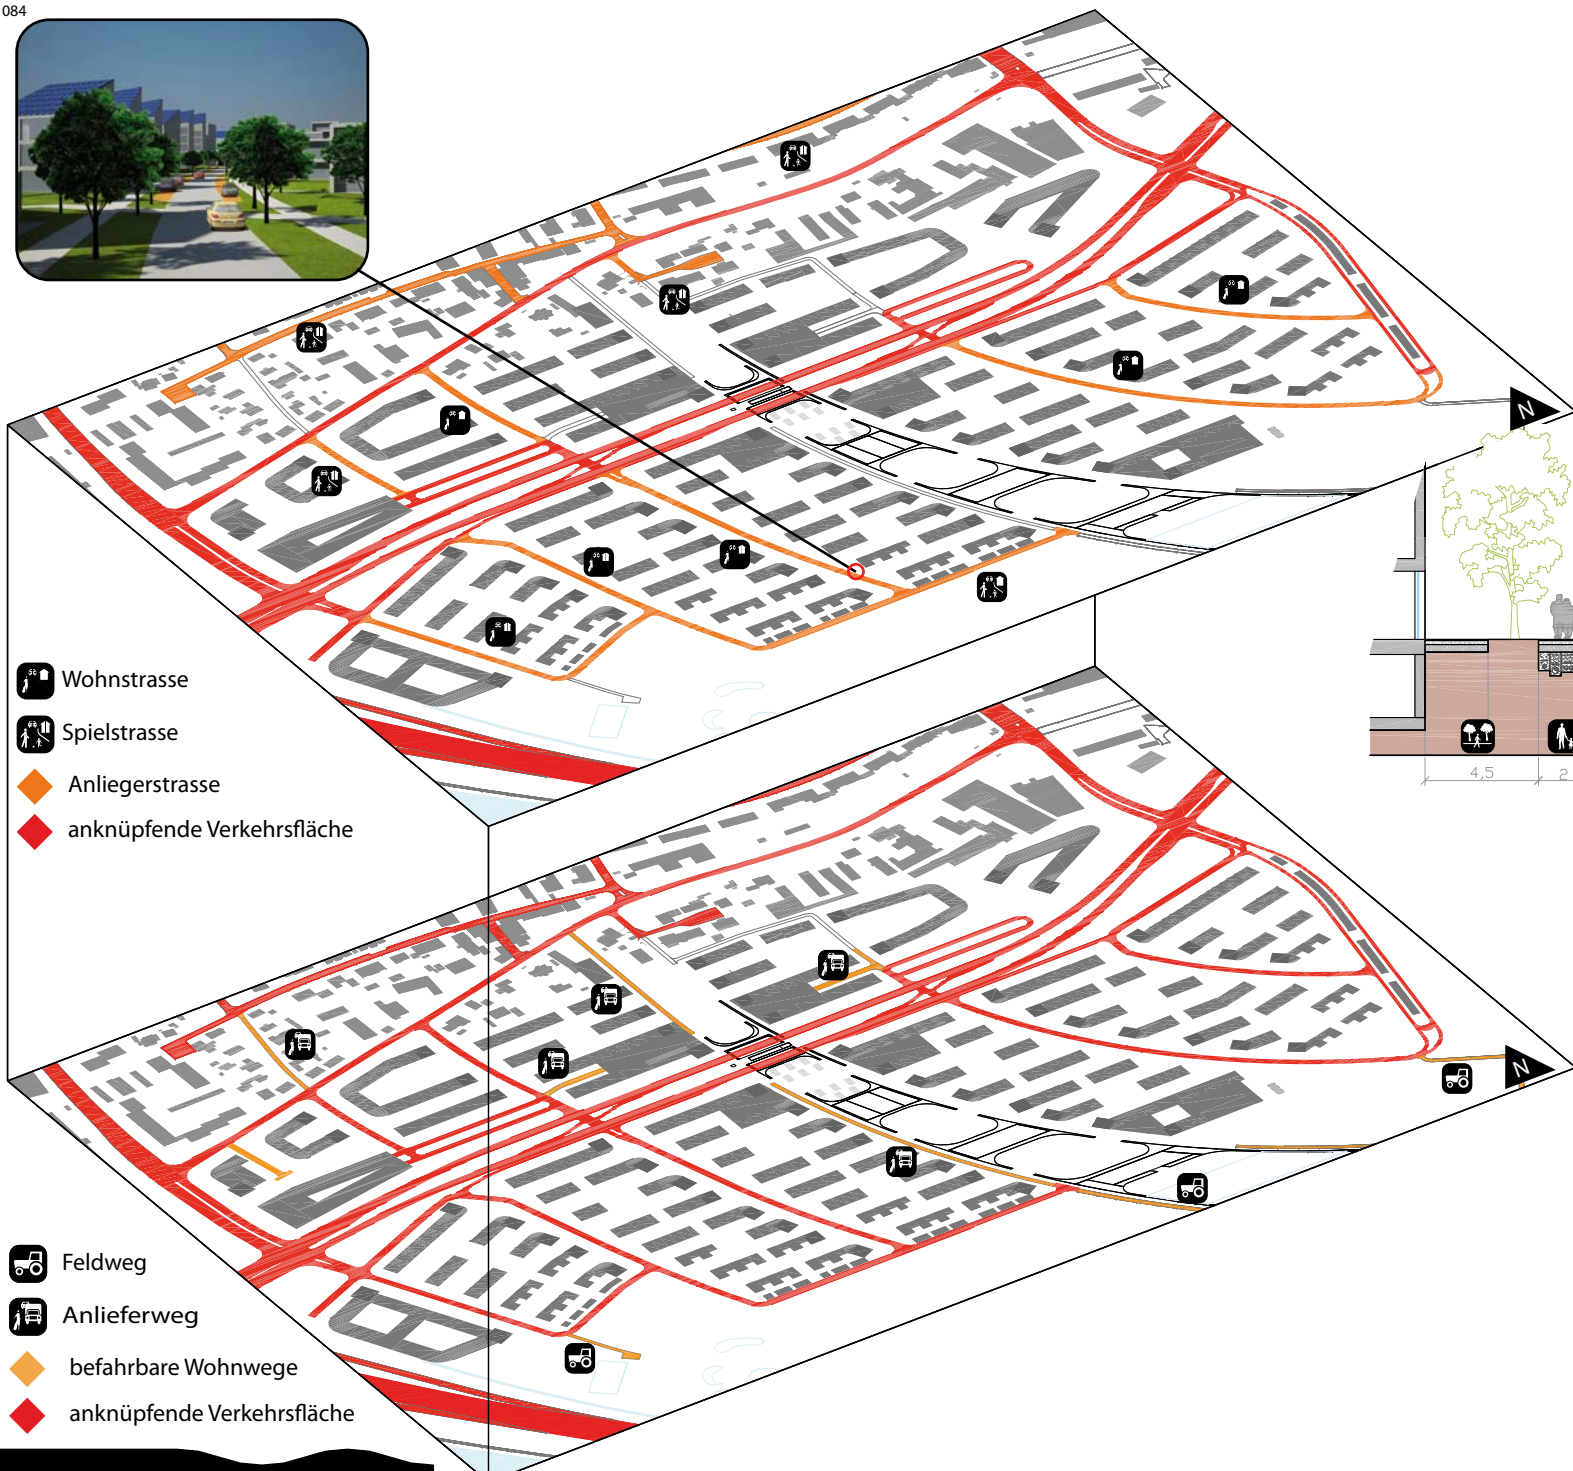 084
N
Wohnstrasse
Spielstrasse
Anliegerstrasse
anknüpfende Verkehrsfläche
4,5
2
N
Feldweg
Anlieferweg
befahrbare Wohnwege
anknüpfende Verkehrsfläche